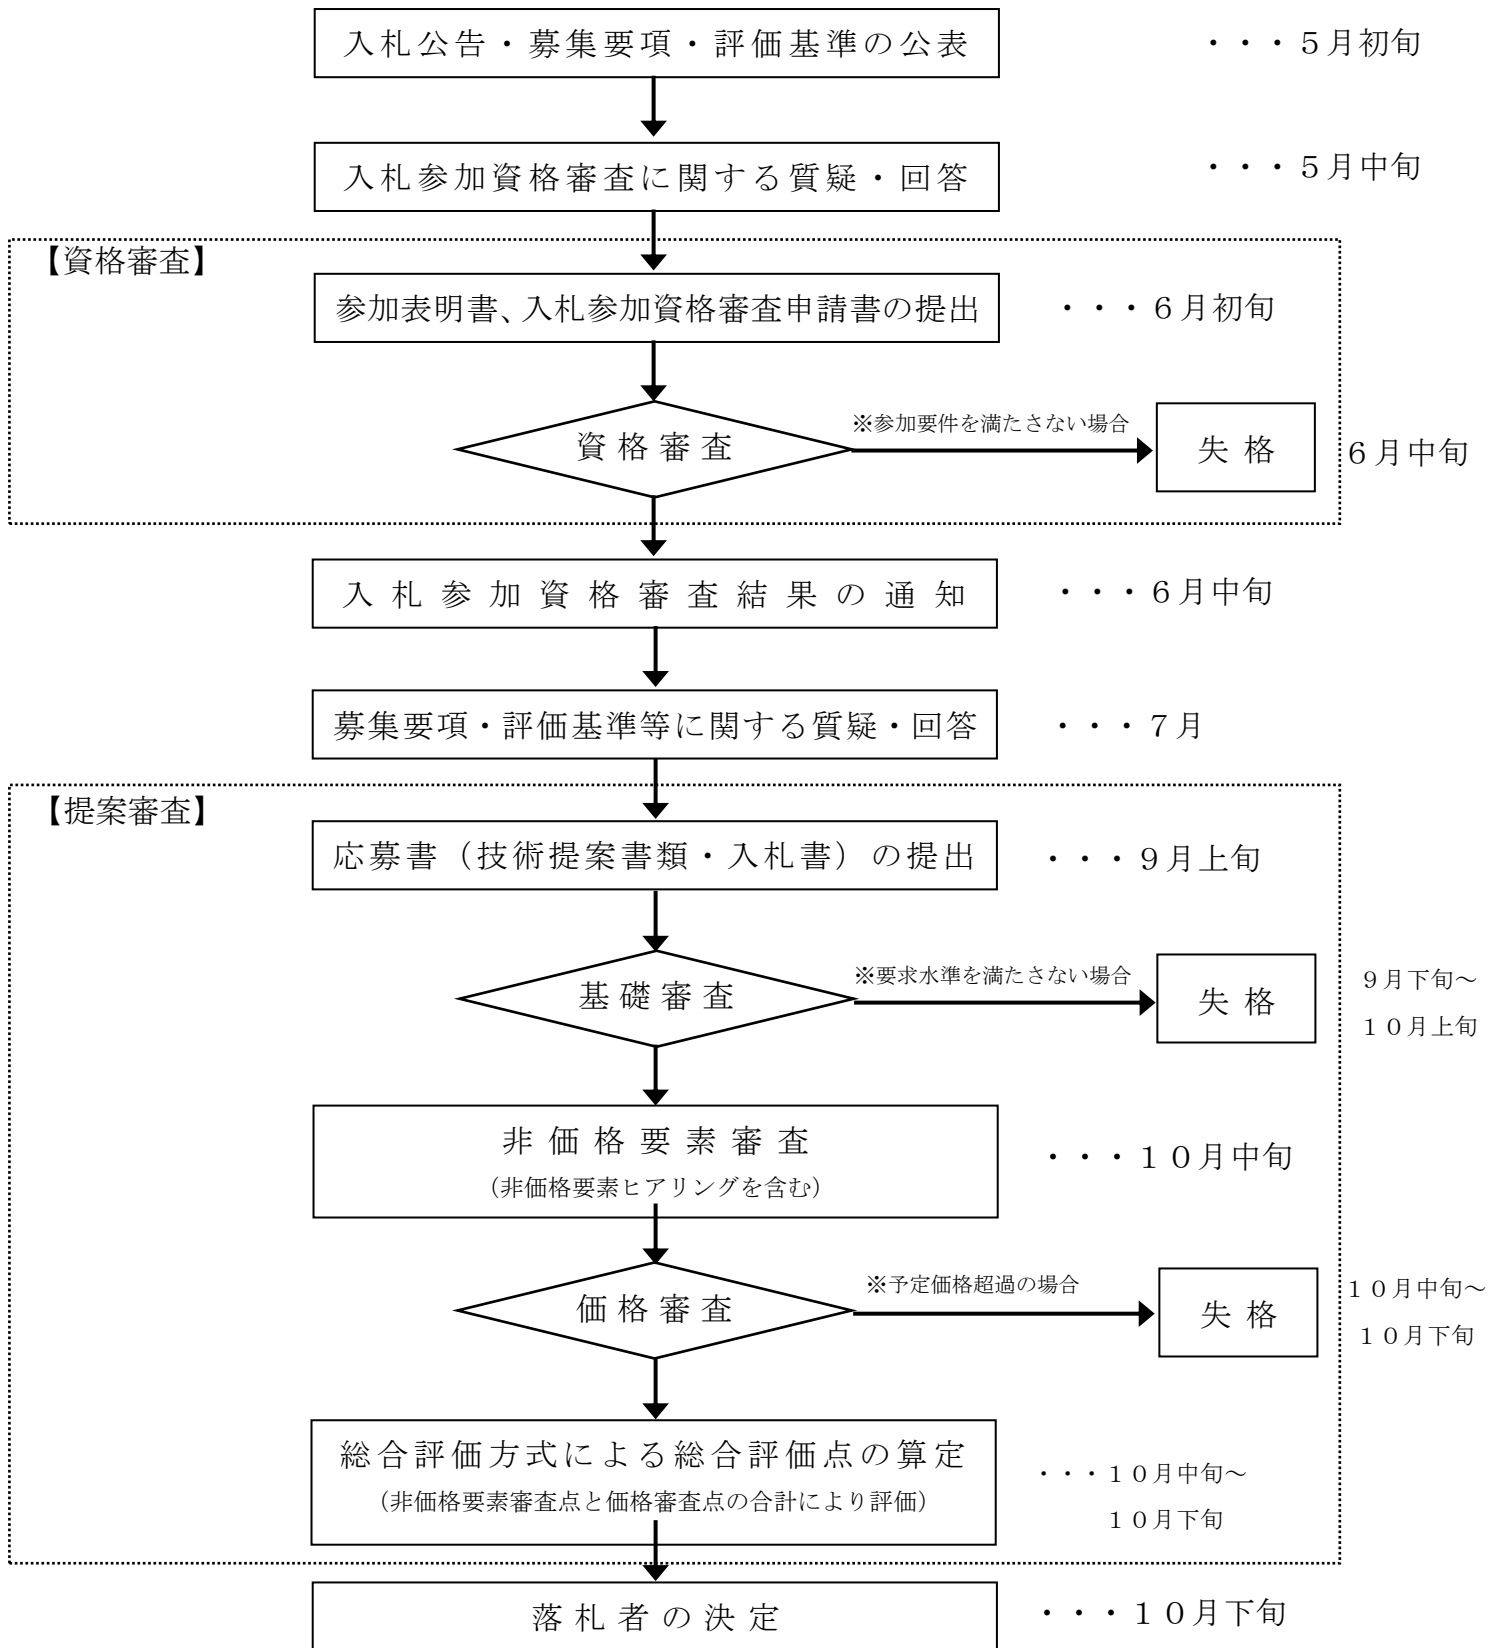 入札公告・募集要項・評価基準の公表
・・・５月初旬
入札参加資格審査に関する質疑・回答
・・・５月中旬
【資格審査】
参加表明書、入札参加資格審査申請書の提出
・・・６月初旬
資格審査
※参加要件を満たさない場合
失格
６月中旬
入札参加資格審査結果の通知
・・・６月中旬
募集要項・評価基準等に関する質疑・回答
・・・７月
【提案審査】
応募書（技術提案書類・入札書）の提出
・・・９月上旬
基礎審査
※要求水準を満たさない場合
失格
９月下旬～
１０月上旬
非価格要素審査
（非価格要素ヒアリングを含む）
・・・１０月中旬
価格審査
※予定価格超過の場合
失格
１０月中旬～
１０月下旬
総合評価方式による総合評価点の算定
（非価格要素審査点と価格審査点の合計により評価）
・・・１０月中旬～
１０月下旬
落札者の決定
・・・１０月下旬